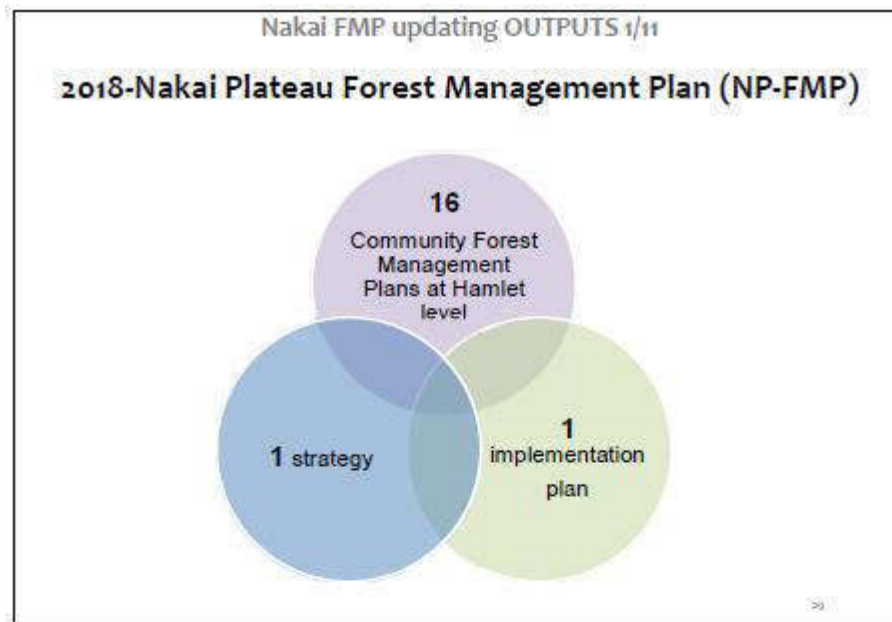 Nakai FMP updating OUTPUTS 1/11
2018-Nakai Plateau Forest Management Plan (NP-FMP)
16
Community Forest
Management
Plans at Hamlet
level
1 strategy
1
implementation
plan